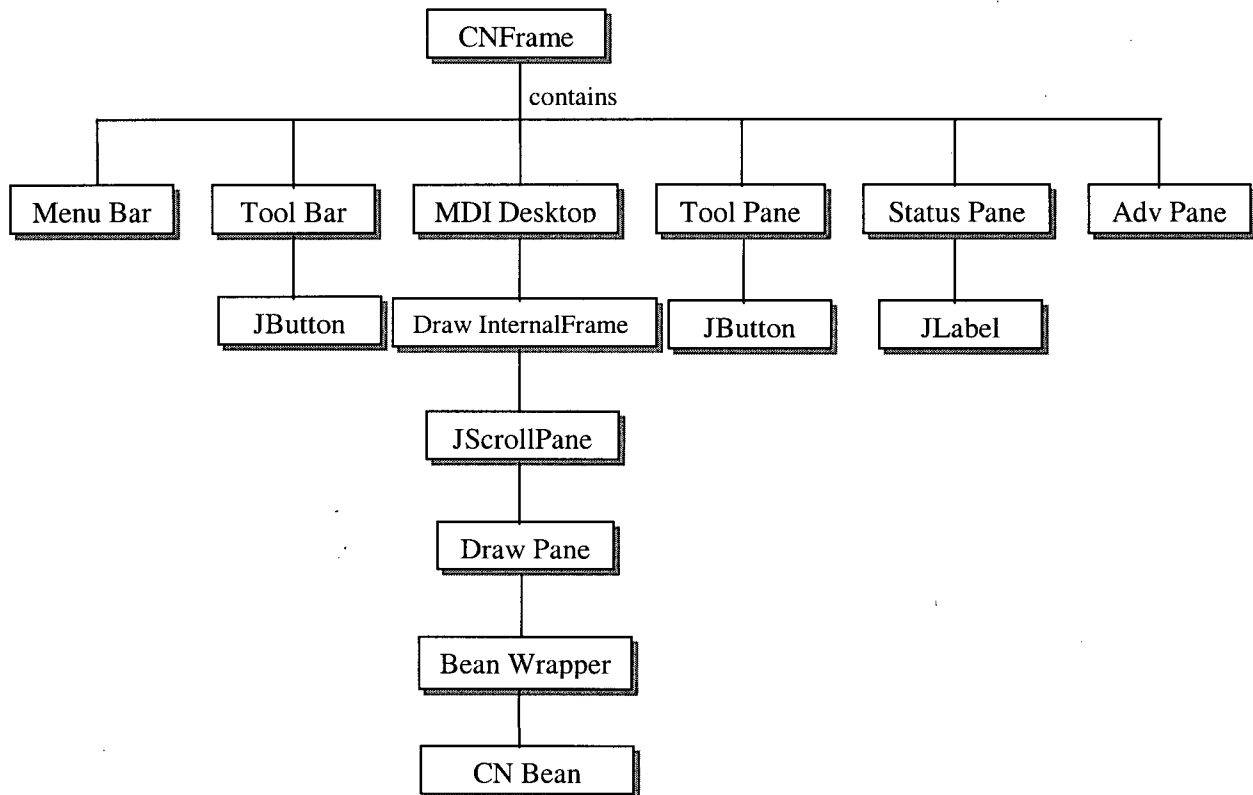 CNFrame
contains
Menu Bar
Tool Bar
MDI Desktop
Tool Pane
Status Pane
Adv Pane
JButton
Draw InternalFrame
JButton
JLabel
JScrollPane
Draw Pane
Bean Wrapper
CN Bean